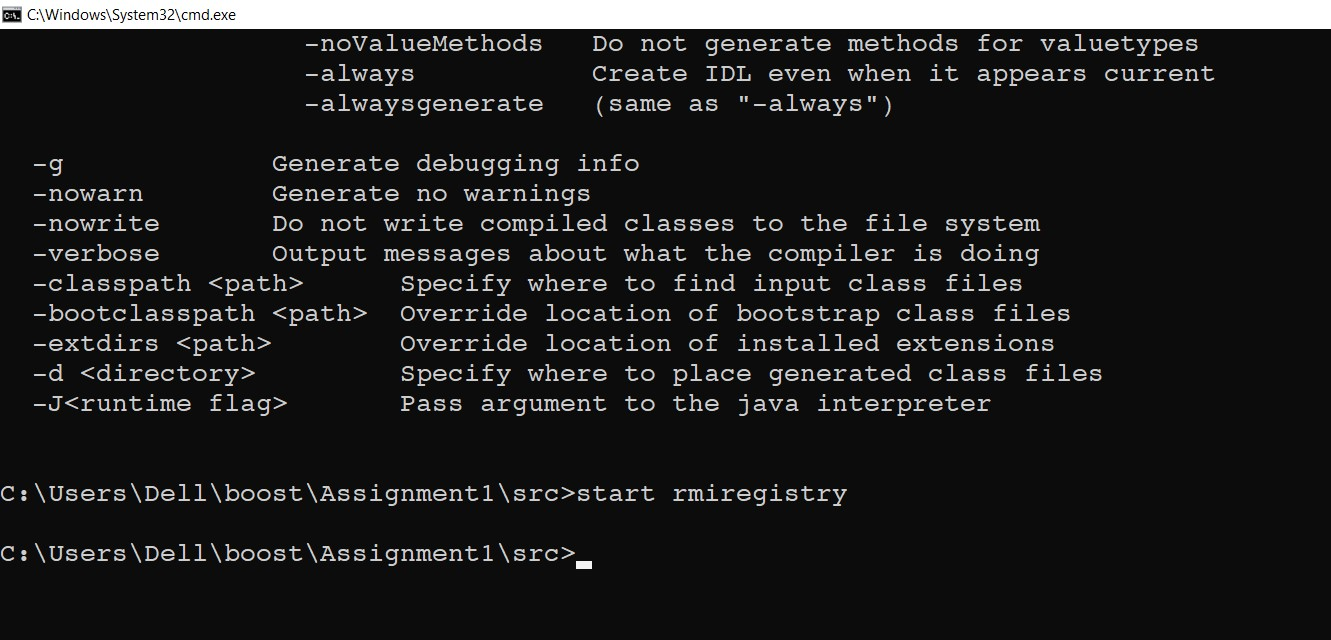 C:\Windows\System32\cmd.exe
-noValueMethods   Do not generate methods for valuetypes
-always           Create IDL even when it appears current
-alwaysgenerate   (same as "-always")
-g             Generate debugging info
-nowarn        Generate no warnings
-nowrite       Do not write compiled classes to the file system
-verbose       Output messages about what the compiler is doing
-classpath <path>      Specify where to find input class files
-bootclasspath <path>  Override location of bootstrap class files
-extdirs <path>        Override location of installed extensions
-d <directory>         Specify where to place generated class files
-J<runtime flag>       Pass argument to the java interpreter
C:\Users\Dell\boost\Assignment1\src>start rmiregistry
C:\Users\Dell\boost\Assignment1\src>